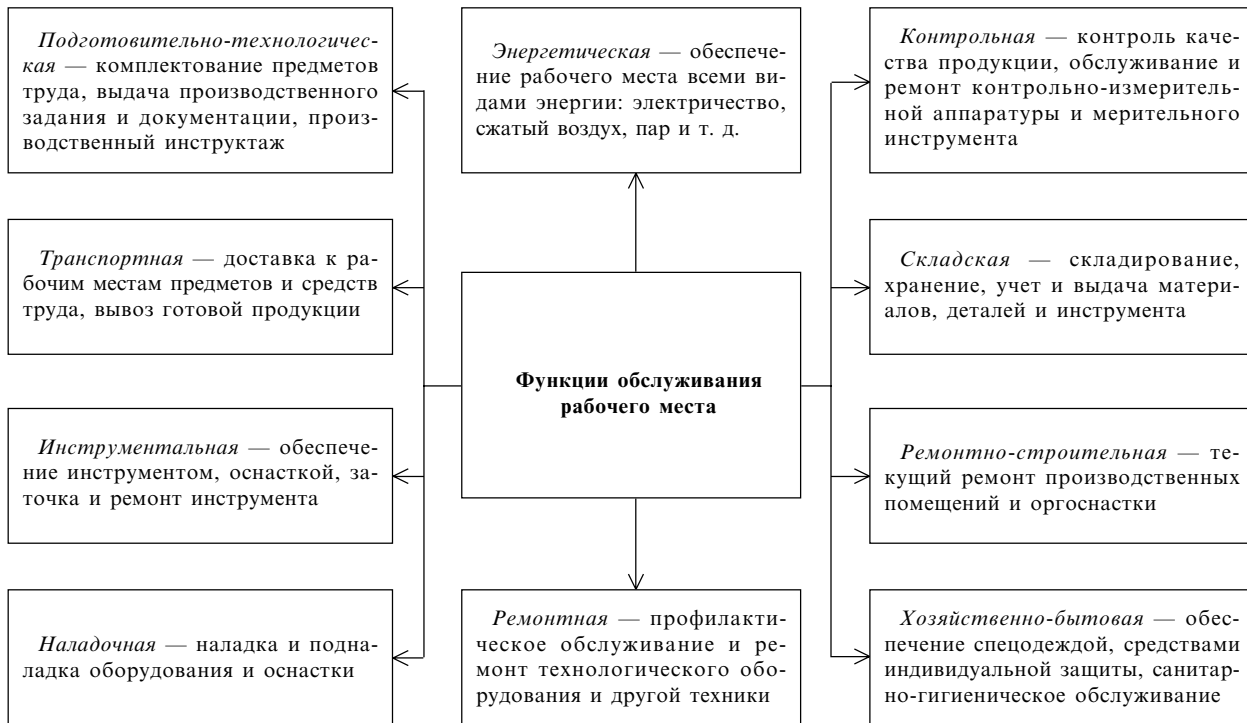 Подготовительно-технологичес-
кая — комплектование предметов
труда, выдача производственного
задания и документации, произ-
водственный инструктаж
Энергетическая — обеспе-
чение рабочего места всеми ви-
дами энергии: электричество,
сжатый воздух, пар и т. д.
Контрольная — контроль каче-
ства продукции, обслуживание и
ремонт контрольно-измеритель-
ной аппаратуры и мерительного
инструмента
Транспортная — доставка к ра-
бочим местам предметов и средств
труда, вывоз готовой продукции
Складская — складирование,
хранение, учет и выдача матери-
алов, деталей и инструмента
Функции обслуживания
рабочего места
Инструментальная — обеспече-
ние инструментом, оснасткой, за-
точка и ремонт инструмента
Ремонтно-строительная — те-
кущий ремонт производственных
помещений и оргоснастки
Наладочная — наладка и подна-
ладка оборудования и оснастки
Ремонтная — профилакти-
ческое обслуживание и ре-
монт технологического обо-
рудования и другой техники
Хозяйственно-бытовая — обес-
печение спецодеждой, средствами
индивидуальной защиты, санитар-
но-гигиеническое обслуживание